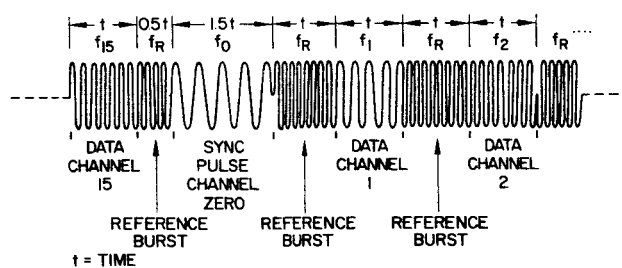 t 0.5t 1.5t t t t t
f15 fR f0 fR f1 fR f2 fR ....
DATA CHANNEL 15
SYNC PULSE CHANNEL ZERO
DATA CHANNEL 1
DATA CHANNEL 2
REFERENCE BURST
REFERENCE BURST
REFERENCE BURST
t = TIME